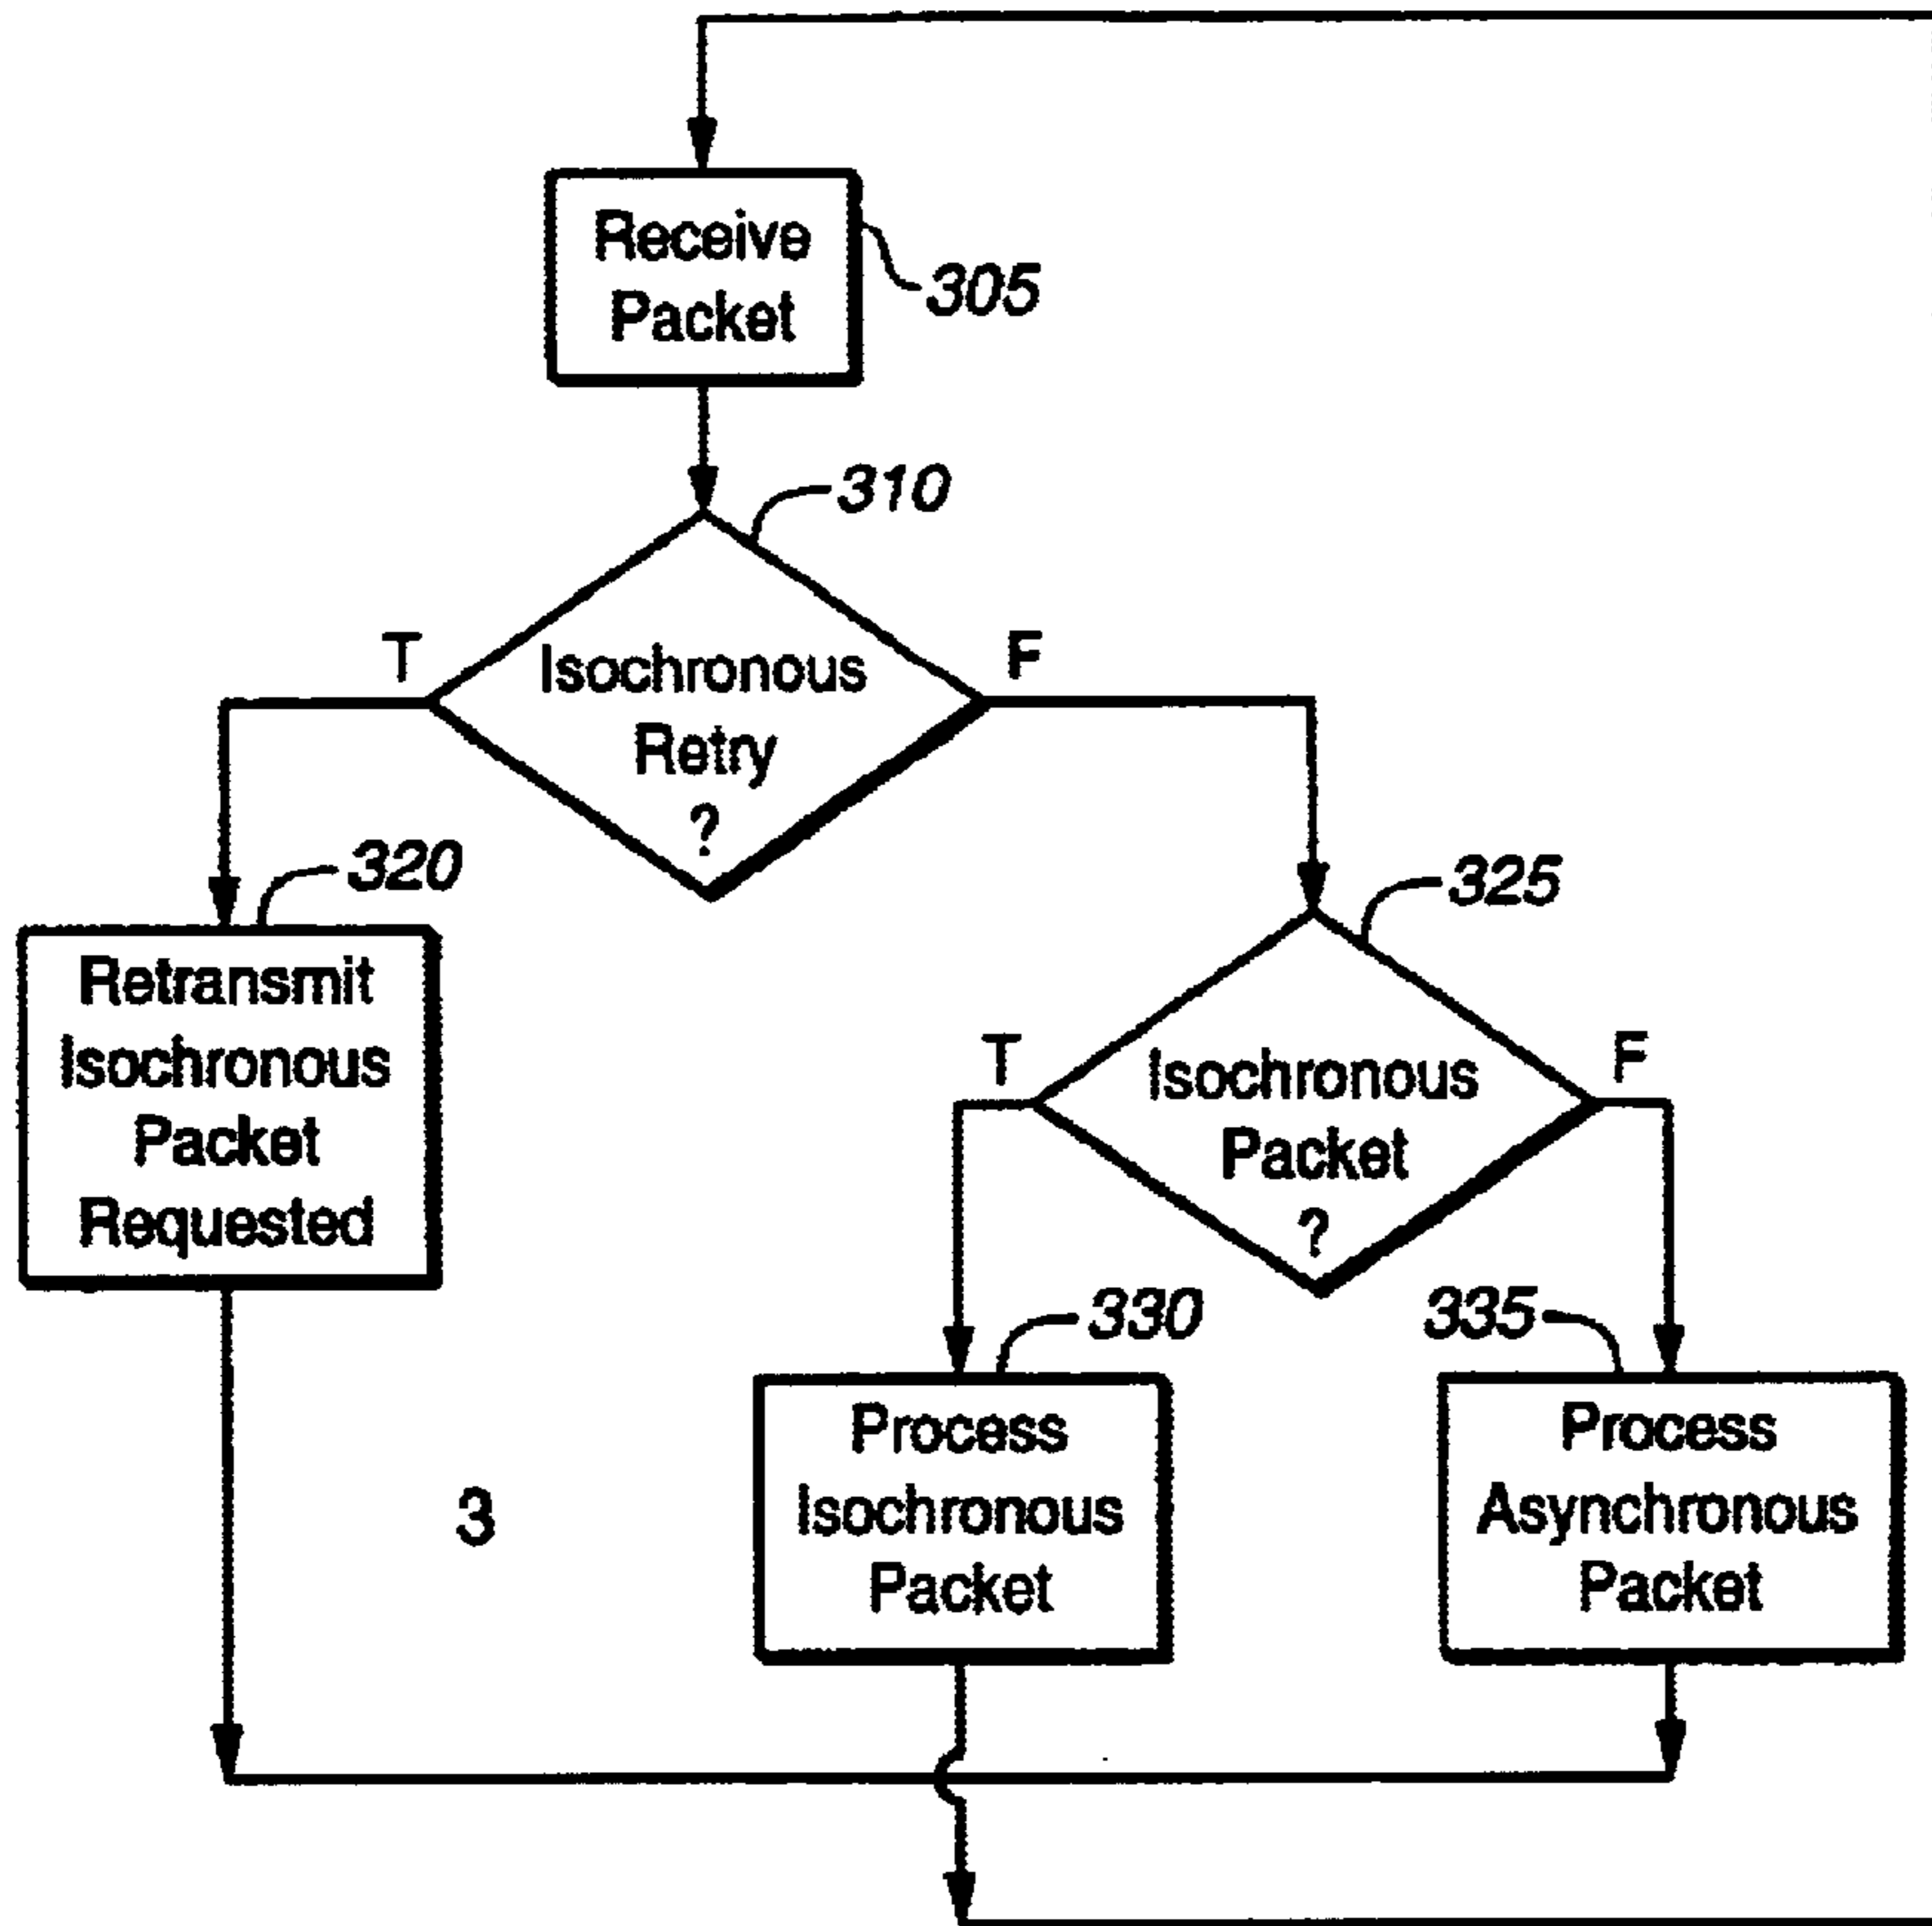 Receive
Packet
305
310
T
F
Isochronous
Retry
?
320
325
Retransmit
Isochronous
Packet
Requested
T
F
Isochronous
Packet
?
330
335
Process
Isochronous
Packet
Process
Asynchronous
Packet
3